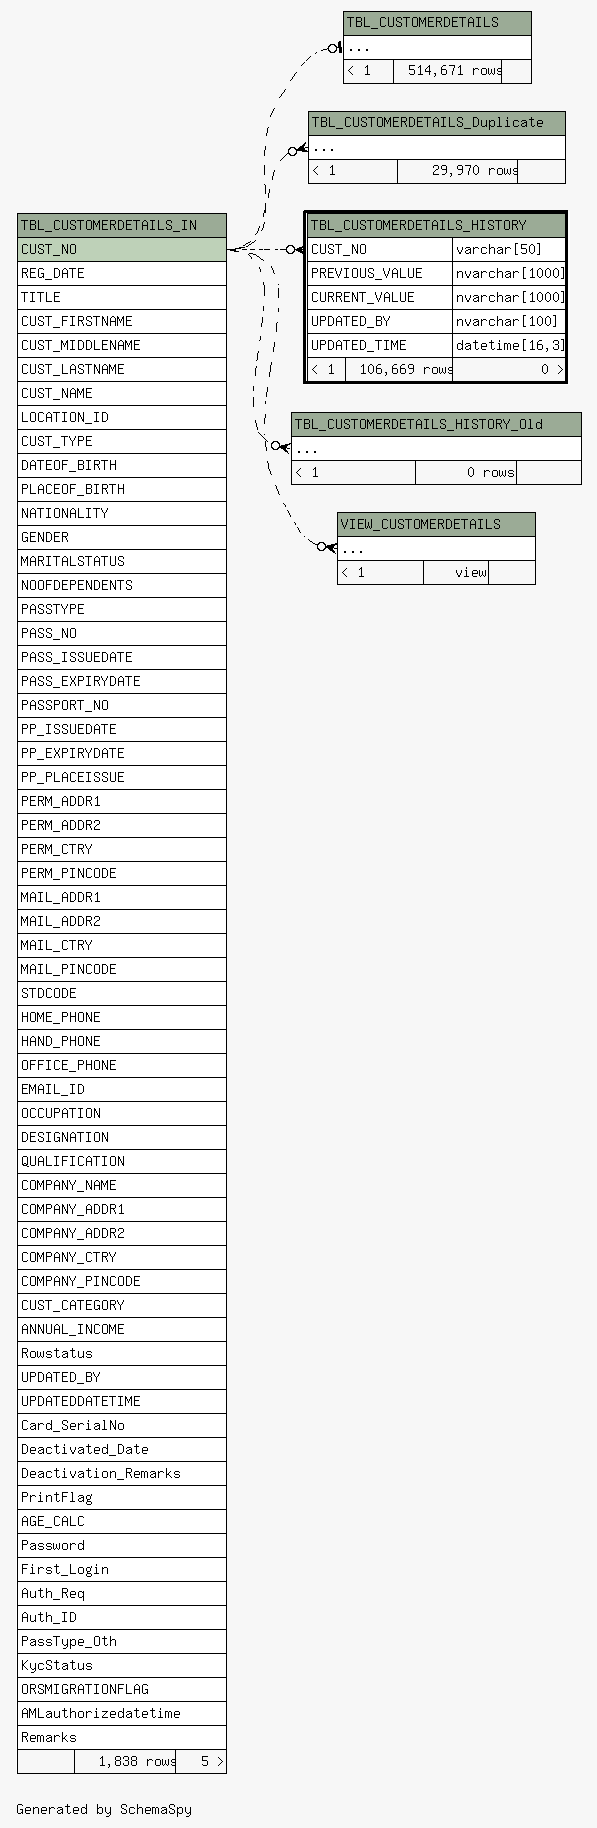 TBL_CUSTOMERDETAILS
...
< 1 514,671 rows
TBL_CUSTOMERDETAILS_Duplicate
...
< 1 29,970 rows
TBL_CUSTOMERDETAILS_HISTORY
CUST_NO varchar[50]
PREVIOUS_VALUE nvarchar[1000]
CURRENT_VALUE nvarchar[1000]
UPDATED_BY nvarchar[100]
UPDATED_TIME datetime[16,3]
< 1 106,669 rows 0 >
TBL_CUSTOMERDETAILS_HISTORY_Old
...
< 1 0 rows
VIEW_CUSTOMERDETAILS
...
< 1 view
TBL_CUSTOMERDETAILS_IN
CUST_NO
REG_DATE
TITLE
CUST_FIRSTNAME
CUST_MIDDLENAME
CUST_LASTNAME
CUST_NAME
LOCATION_ID
CUST_TYPE
DATEOF_BIRTH
PLACEOF_BIRTH
NATIONALITY
GENDER
MARITALSTATUS
NOOFDEPENDENTS
PASSTYPE
PASS_NO
PASS_ISSUEDATE
PASS_EXPIRYDATE
PASSPORT_NO
PP_ISSUEDATE
PP_EXPIRYDATE
PP_PLACEISSUE
PERM_ADDR1
PERM_ADDR2
PERM_CTRY
PERM_PINCODE
MAIL_ADDR1
MAIL_ADDR2
MAIL_CTRY
MAIL_PINCODE
STDCODE
HOME_PHONE
HAND_PHONE
OFFICE_PHONE
EMAIL_ID
OCCUPATION
DESIGNATION
QUALIFICATION
COMPANY_NAME
COMPANY_ADDR1
COMPANY_ADDR2
COMPANY_CTRY
COMPANY_PINCODE
CUST_CATEGORY
ANNUAL_INCOME
Rowstatus
UPDATED_BY
UPDATEDDATETIME
Card_SerialNo
Deactivated_Date
Deactivation_Remarks
PrintFlag
AGE_CALC
Password
First_Login
Auth_Req
Auth_ID
PassType_Oth
KycStatus
ORSMIGRATIONFLAG
AMLauthorizedatetime
Remarks
1,838 rows 5 >
Generated by SchemaSpy